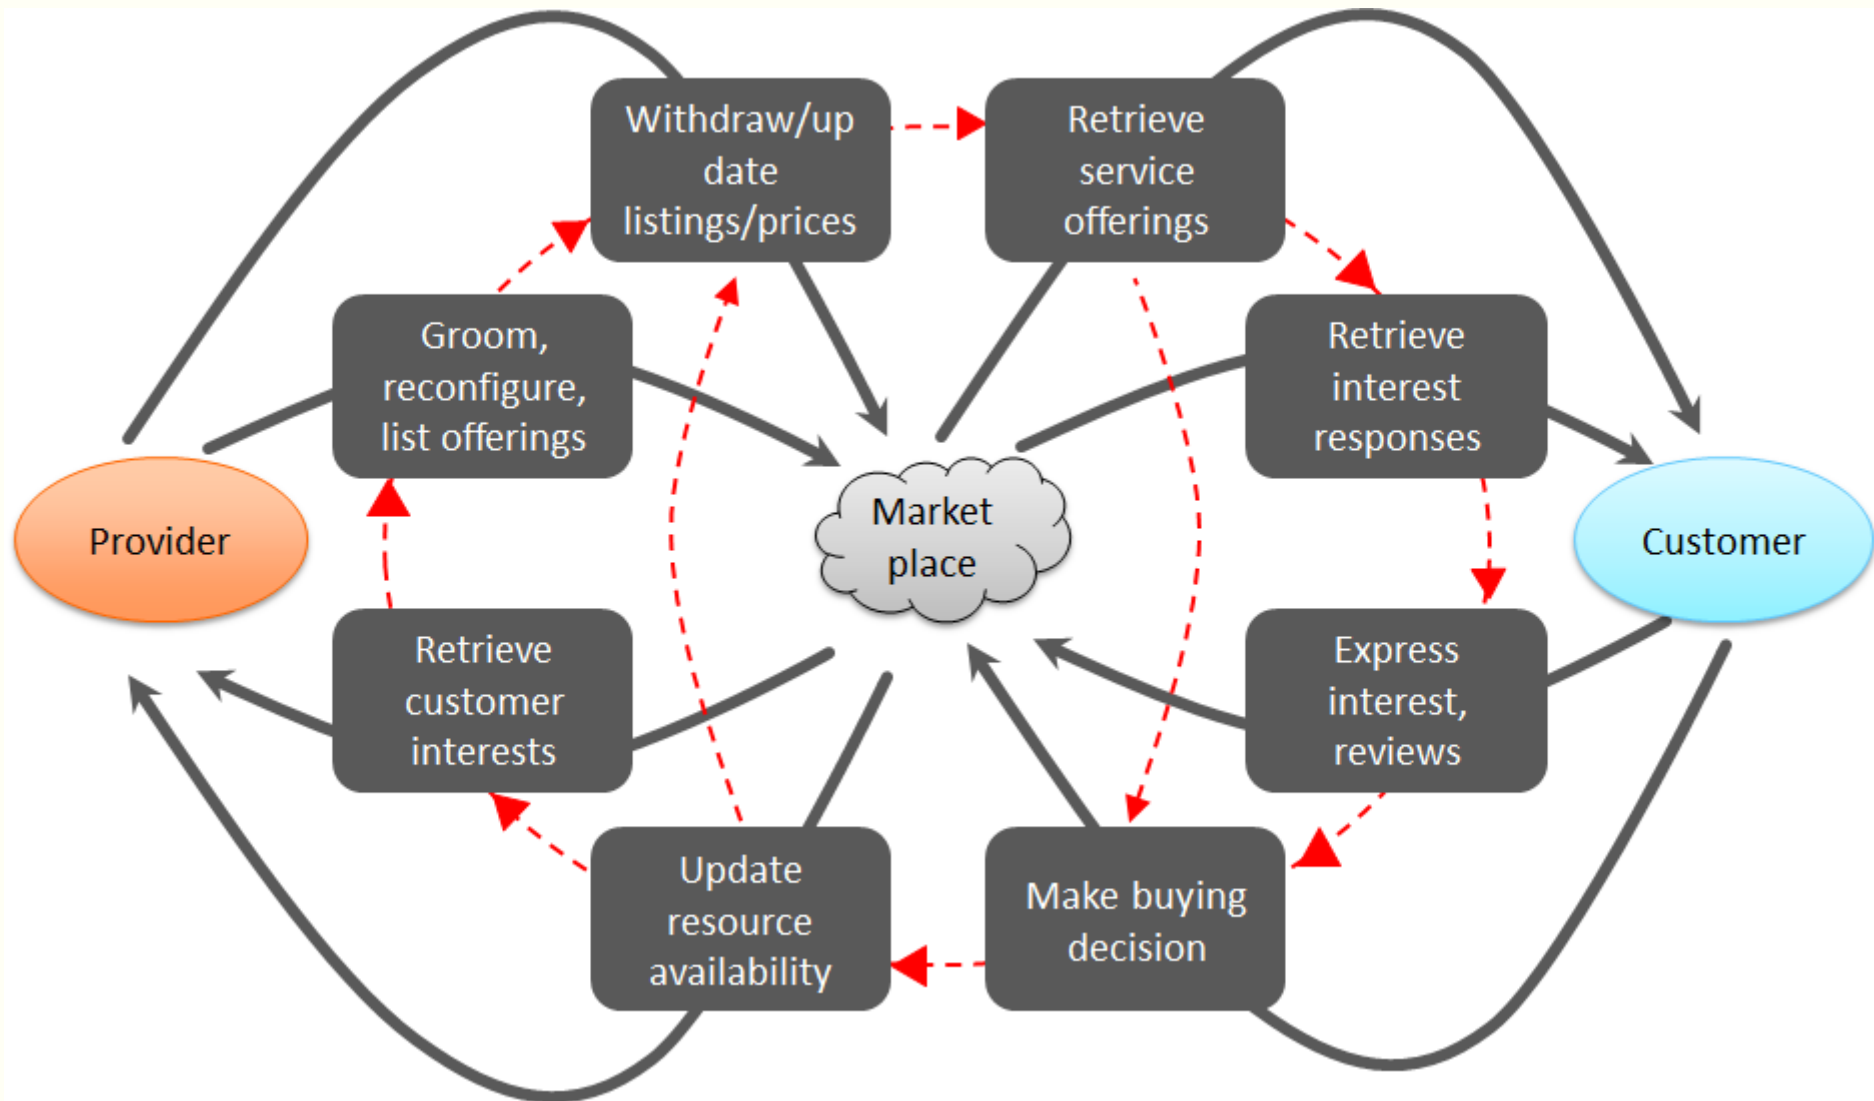 Withdraw/up
date
listings/prices
Retrieve
service
offerings
Groom,
reconfigure,
list offerings
Retrieve
interest
responses
Provider
Market
place
Customer
Retrieve
customer
interests
Express
interest,
reviews
Update
resource
availability
Make buying
decision